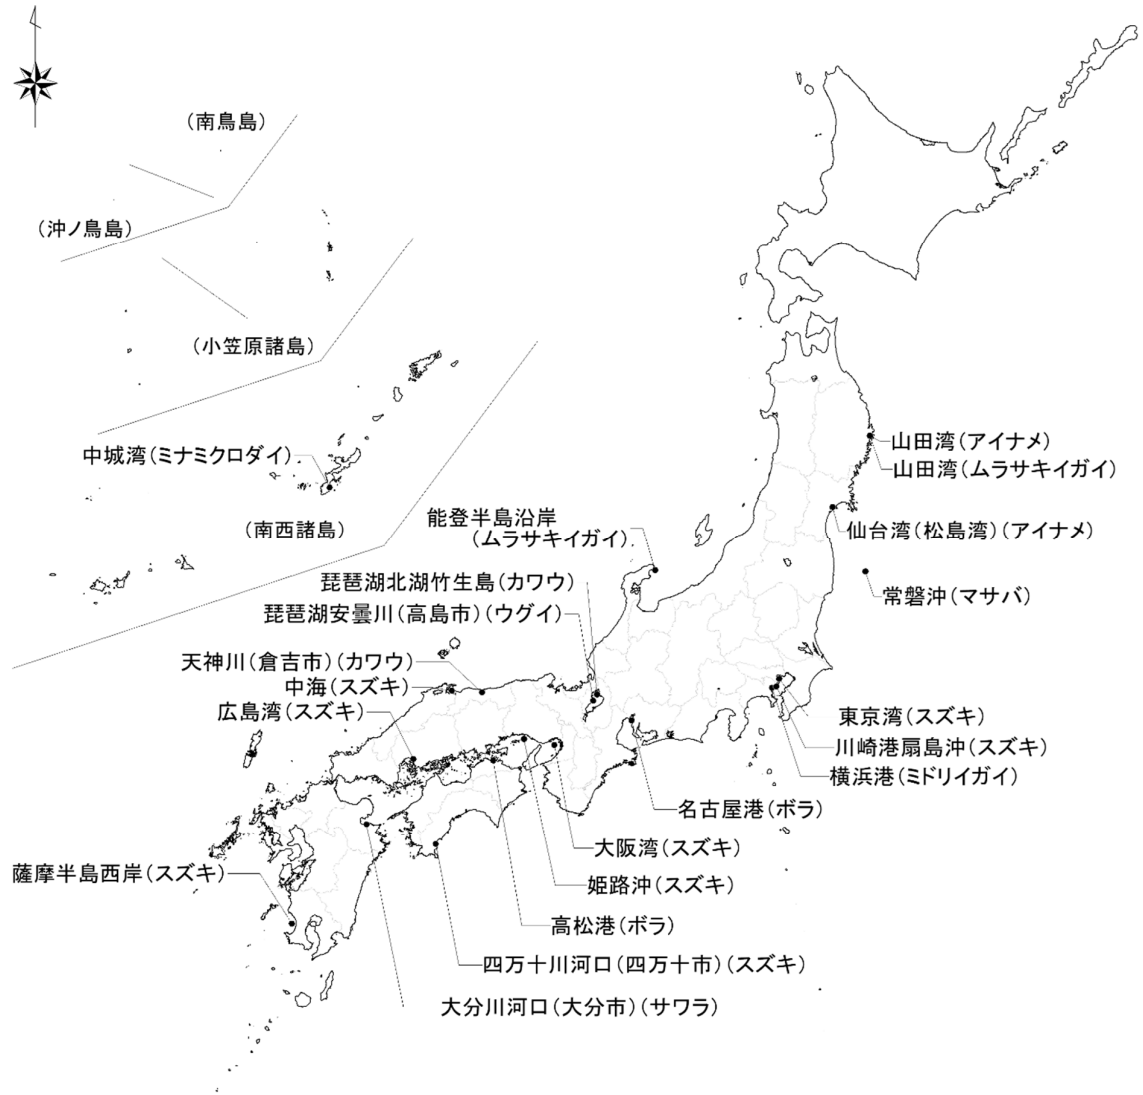 （南鳥島）
（沖ノ鳥島）
（小笠原諸島）
中城湾（ミナミクロダイ）
（南西諸島）
山田湾（アイナメ）
山田湾（ムラサキイガイ）
能登半島沿岸
（ムラサキイガイ）
仙台湾（松島湾）（アイナメ）
琵琶湖北湖竹生島（カワウ）
常磐沖（マサバ）
琵琶湖安曇川（高島市）（ウグイ）
天神川（倉吉市）（カワウ）
中海（スズキ）
広島湾（スズキ）
東京湾（スズキ）
川崎港扇島沖（スズキ）
横浜港（ミドリイガイ）
名古屋港（ボラ）
大阪湾（スズキ）
薩摩半島西岸（スズキ）
姫路沖（スズキ）
高松港（ボラ）
四万十川河口（四万十市）（スズキ）
大分川河口（大分市）（サワラ）